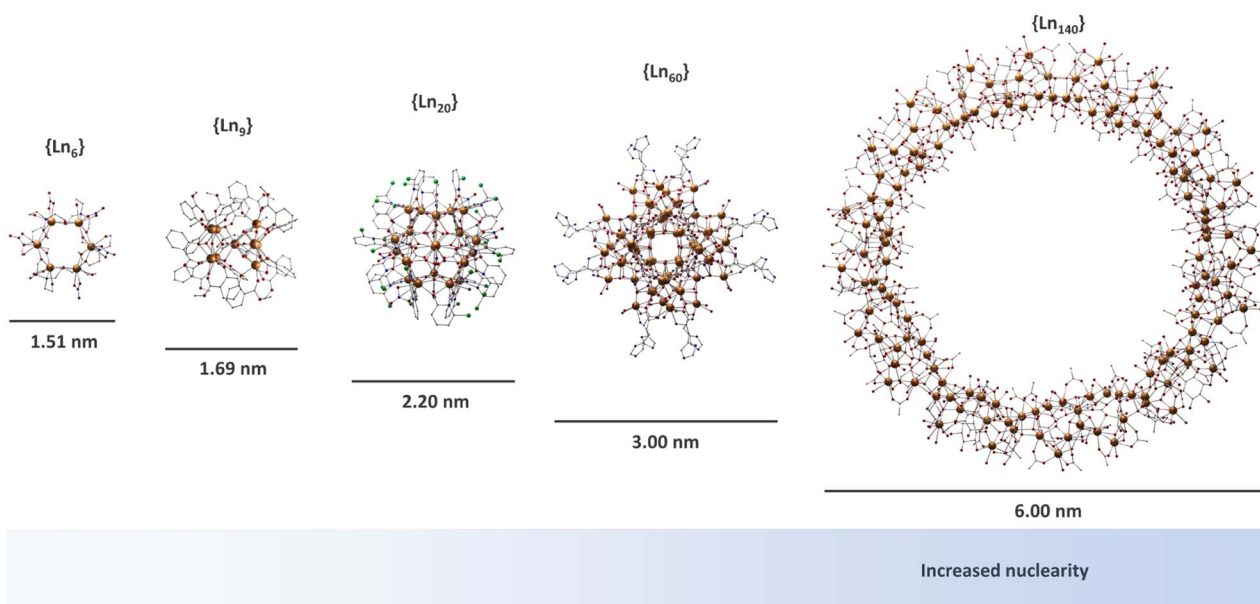 {Ln₆}
{Ln₉}
{Ln₂₀}
{Ln₆₀}
{Ln₁₄₀}
1.51 nm
1.69 nm
2.20 nm
3.00 nm
6.00 nm
Increased nuclearity